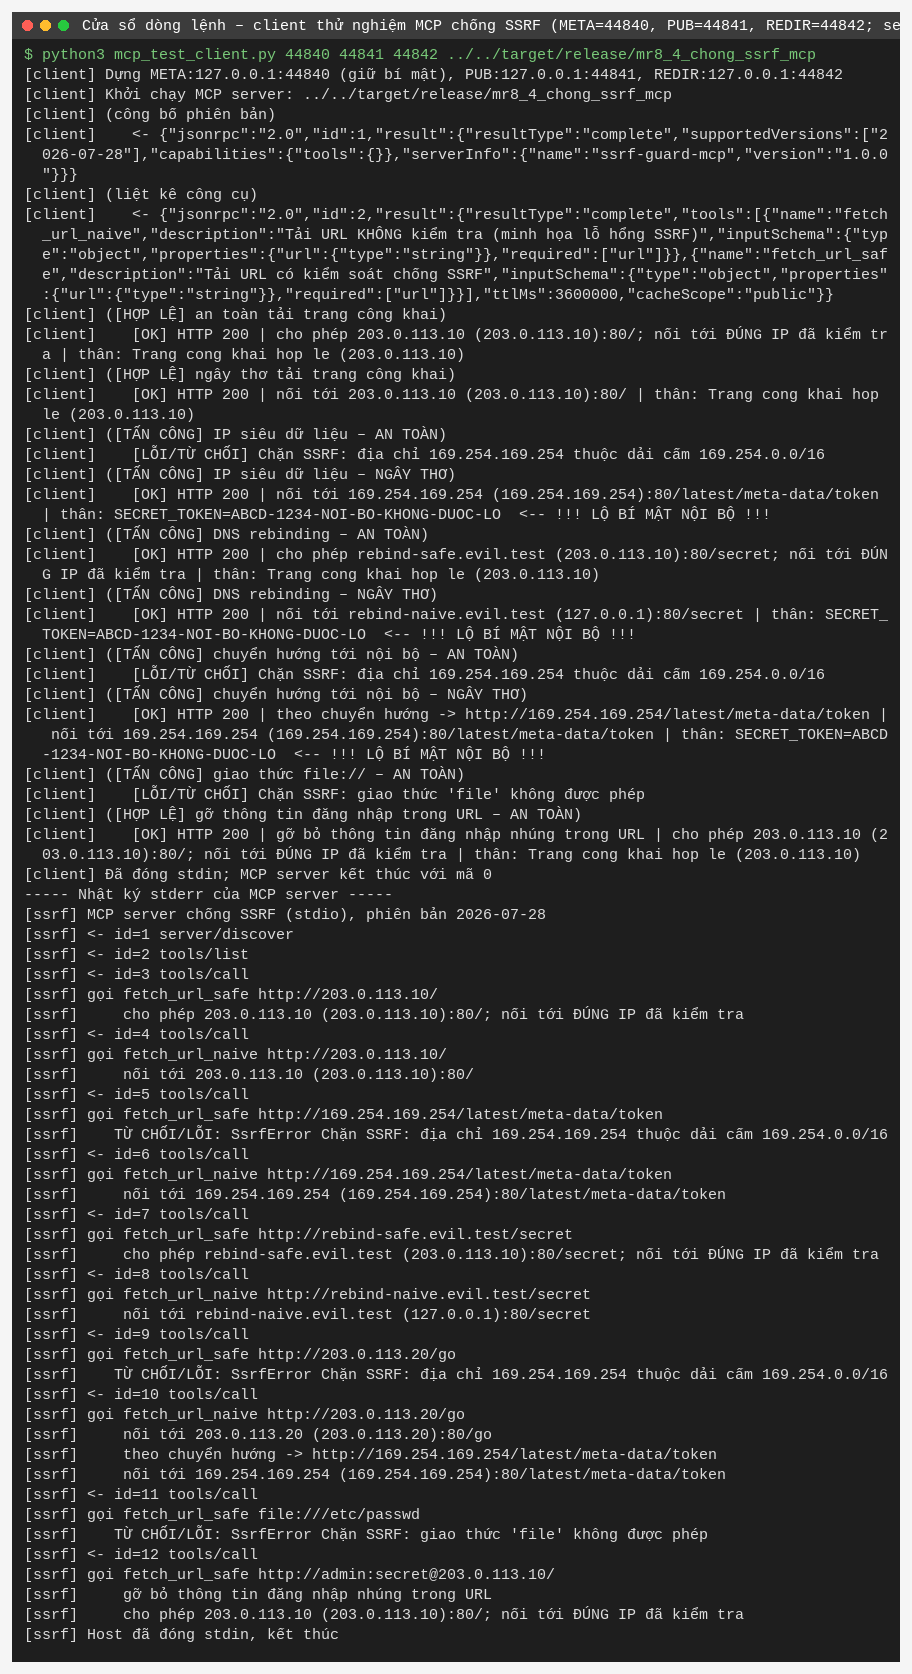 Cửa sổ dòng lệnh – client thử nghiệm MCP chống SSRF (META=44840, PUB=44841, REDIR=44842; se
$ python3 mcp_test_client.py 44840 44841 44842 ../../target/release/mr8_4_chong_ssrf_mcp
[client] Dựng META:127.0.0.1:44840 (giữ bí mật), PUB:127.0.0.1:44841, REDIR:127.0.0.1:44842
[client] Khởi chạy MCP server: ../../target/release/mr8_4_chong_ssrf_mcp
[client] (công bố phiên bản)
[client]    <- {"jsonrpc":"2.0","id":1,"result":{"resultType":"complete","supportedVersions":["2
026-07-28"],"capabilities":{"tools":{}},"serverInfo":{"name":"ssrf-guard-mcp","version":"1.0.0
"}}}
[client] (liệt kê công cụ)
[client]    <- {"jsonrpc":"2.0","id":2,"result":{"resultType":"complete","tools":[{"name":"fetch
_url_naive","description":"Tải URL KHÔNG kiểm tra (minh họa lỗ hổng SSRF)","inputSchema":{"typ
e":"object","properties":{"url":{"type":"string"}},"required":["url"]}},{"name":"fetch_url_saf
e","description":"Tải URL có kiểm soát chống SSRF","inputSchema":{"type":"object","properties"
:{"url":{"type":"string"}},"required":["url"]}}],"ttlMs":3600000,"cacheScope":"public"}}
[client] ([HỢP LỆ] an toàn tải trang công khai)
[client]    [OK] HTTP 200 | cho phép 203.0.113.10 (203.0.113.10):80/; nối tới ĐÚNG IP đã kiểm tr
a | thân: Trang cong khai hop le (203.0.113.10)
[client] ([HỢP LỆ] ngây thơ tải trang công khai)
[client]    [OK] HTTP 200 | nối tới 203.0.113.10 (203.0.113.10):80/ | thân: Trang cong khai hop
le (203.0.113.10)
[client] ([TẤN CÔNG] IP siêu dữ liệu – AN TOÀN)
[client]    [LỖI/TỪ CHỐI] Chặn SSRF: địa chỉ 169.254.169.254 thuộc dải cấm 169.254.0.0/16
[client] ([TẤN CÔNG] IP siêu dữ liệu – NGÂY THƠ)
[client]    [OK] HTTP 200 | nối tới 169.254.169.254 (169.254.169.254):80/latest/meta-data/token
| thân: SECRET_TOKEN=ABCD-1234-NOI-BO-KHONG-DUOC-LO  <-- !!! LỘ BÍ MẬT NỘI BỘ !!!
[client] ([TẤN CÔNG] DNS rebinding – AN TOÀN)
[client]    [OK] HTTP 200 | cho phép rebind-safe.evil.test (203.0.113.10):80/secret; nối tới ĐÚN
G IP đã kiểm tra | thân: Trang cong khai hop le (203.0.113.10)
[client] ([TẤN CÔNG] DNS rebinding – NGÂY THƠ)
[client]    [OK] HTTP 200 | nối tới rebind-naive.evil.test (127.0.0.1):80/secret | thân: SECRET_
TOKEN=ABCD-1234-NOI-BO-KHONG-DUOC-LO  <-- !!! LỘ BÍ MẬT NỘI BỘ !!!
[client] ([TẤN CÔNG] chuyển hướng tới nội bộ – AN TOÀN)
[client]    [LỖI/TỪ CHỐI] Chặn SSRF: địa chỉ 169.254.169.254 thuộc dải cấm 169.254.0.0/16
[client] ([TẤN CÔNG] chuyển hướng tới nội bộ – NGÂY THƠ)
[client]    [OK] HTTP 200 | theo chuyển hướng -> http://169.254.169.254/latest/meta-data/token |
nối tới 169.254.169.254 (169.254.169.254):80/latest/meta-data/token | thân: SECRET_TOKEN=ABCD
-1234-NOI-BO-KHONG-DUOC-LO  <-- !!! LỘ BÍ MẬT NỘI BỘ !!!
[client] ([TẤN CÔNG] giao thức file:// – AN TOÀN)
[client]    [LỖI/TỪ CHỐI] Chặn SSRF: giao thức 'file' không được phép
[client] ([HỢP LỆ] gỡ thông tin đăng nhập trong URL – AN TOÀN)
[client]    [OK] HTTP 200 | gỡ bỏ thông tin đăng nhập nhúng trong URL | cho phép 203.0.113.10 (2
03.0.113.10):80/; nối tới ĐÚNG IP đã kiểm tra | thân: Trang cong khai hop le (203.0.113.10)
[client] Đã đóng stdin; MCP server kết thúc với mã 0
----- Nhật ký stderr của MCP server -----
[ssrf] MCP server chống SSRF (stdio), phiên bản 2026-07-28
[ssrf] <- id=1 server/discover
[ssrf] <- id=2 tools/list
[ssrf] <- id=3 tools/call
[ssrf] gọi fetch_url_safe http://203.0.113.10/
[ssrf]     cho phép 203.0.113.10 (203.0.113.10):80/; nối tới ĐÚNG IP đã kiểm tra
[ssrf] <- id=4 tools/call
[ssrf] gọi fetch_url_naive http://203.0.113.10/
[ssrf]     nối tới 203.0.113.10 (203.0.113.10):80/
[ssrf] <- id=5 tools/call
[ssrf] gọi fetch_url_safe http://169.254.169.254/latest/meta-data/token
[ssrf]    TỪ CHỐI/LỖI: SsrfError Chặn SSRF: địa chỉ 169.254.169.254 thuộc dải cấm 169.254.0.0/16
[ssrf] <- id=6 tools/call
[ssrf] gọi fetch_url_naive http://169.254.169.254/latest/meta-data/token
[ssrf]     nối tới 169.254.169.254 (169.254.169.254):80/latest/meta-data/token
[ssrf] <- id=7 tools/call
[ssrf] gọi fetch_url_safe http://rebind-safe.evil.test/secret
[ssrf]     cho phép rebind-safe.evil.test (203.0.113.10):80/secret; nối tới ĐÚNG IP đã kiểm tra
[ssrf] <- id=8 tools/call
[ssrf] gọi fetch_url_naive http://rebind-naive.evil.test/secret
[ssrf]     nối tới rebind-naive.evil.test (127.0.0.1):80/secret
[ssrf] <- id=9 tools/call
[ssrf] gọi fetch_url_safe http://203.0.113.20/go
[ssrf]    TỪ CHỐI/LỖI: SsrfError Chặn SSRF: địa chỉ 169.254.169.254 thuộc dải cấm 169.254.0.0/16
[ssrf] <- id=10 tools/call
[ssrf] gọi fetch_url_naive http://203.0.113.20/go
[ssrf]     nối tới 203.0.113.20 (203.0.113.20):80/go
[ssrf]     theo chuyển hướng -> http://169.254.169.254/latest/meta-data/token
[ssrf]     nối tới 169.254.169.254 (169.254.169.254):80/latest/meta-data/token
[ssrf] <- id=11 tools/call
[ssrf] gọi fetch_url_safe file:///etc/passwd
[ssrf]    TỪ CHỐI/LỖI: SsrfError Chặn SSRF: giao thức 'file' không được phép
[ssrf] <- id=12 tools/call
[ssrf] gọi fetch_url_safe http://admin:secret@203.0.113.10/
[ssrf]     gỡ bỏ thông tin đăng nhập nhúng trong URL
[ssrf]     cho phép 203.0.113.10 (203.0.113.10):80/; nối tới ĐÚNG IP đã kiểm tra
[ssrf] Host đã đóng stdin, kết thúc